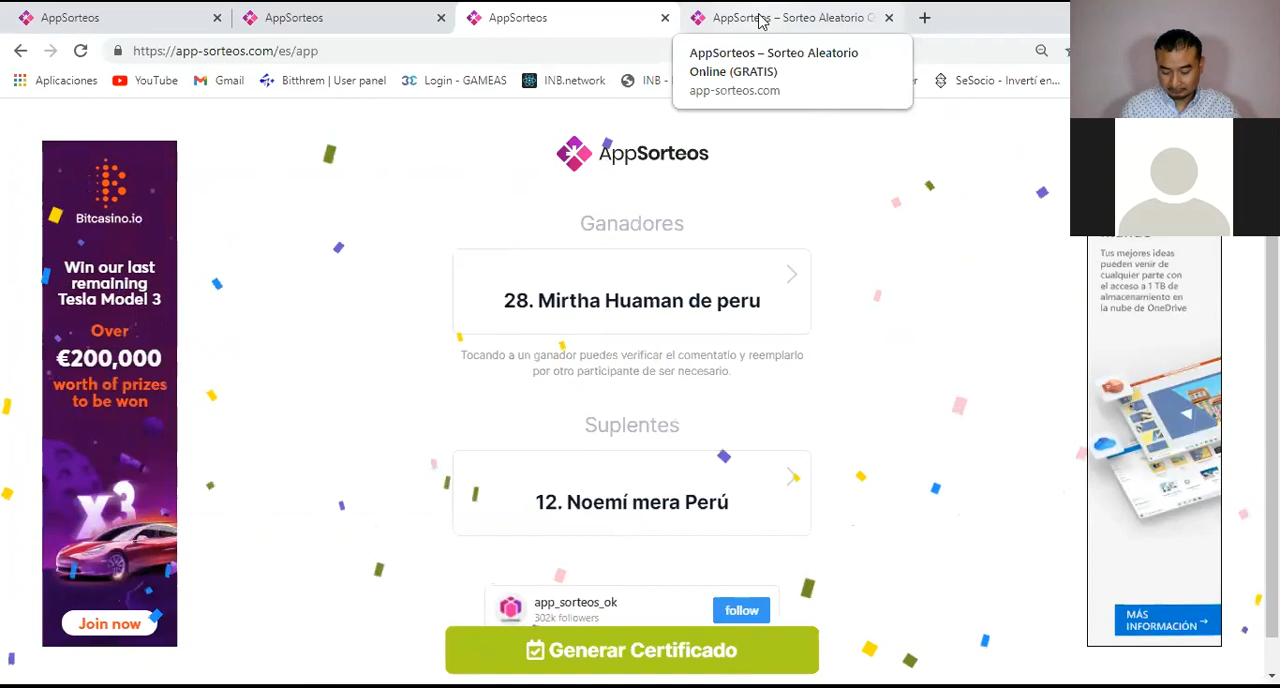 AppSorteos
AppSorteos
AppSorteos
AppSorteos – Sorteo Aleatorio O
https://app-sorteos.com/es/app
AppSorteos – Sorteo Aleatorio
Online (GRATIS)
app-sorteos.com
Aplicaciones
YouTube
Gmail
Bitthrem | User panel
Login - GAMEAS
INB.network
INB -
SeSocio - Invertí en...
AppSorteos
Bitcasino.io
Win our last
remaining
Tesla Model 3
Over
€200,000
worth of prizes
to be won
x3
Join now
Ganadores
28. Mirtha Huaman de peru
Tocando a un ganador puedes verificar el comentatio y reemplarlo
por otro participante de ser necesario.
Suplentes
12. Noemí mera Perú
app_sorteos_ok
302k followers
follow
Generar Certificado
Tus mejores ideas
pueden venir de
cualquier parte con
el acceso a 1 TB de
almacenamiento en
la nube de OneDrive
MÁS
INFORMACIÓN